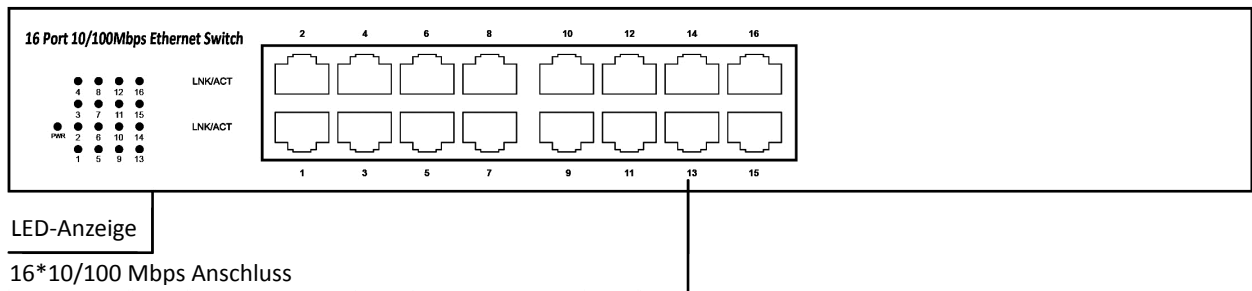 16 Port 10/100Mbps Ethernet Switch
2 4 6 8 10 12 14 16
LNK/ACT
4 8 12 16
3 7 11 15
LNK/ACT
PWR 2 6 10 14
1 5 9 13
1 3 5 7 9 11 13 15
LED-Anzeige
16*10/100 Mbps Anschluss